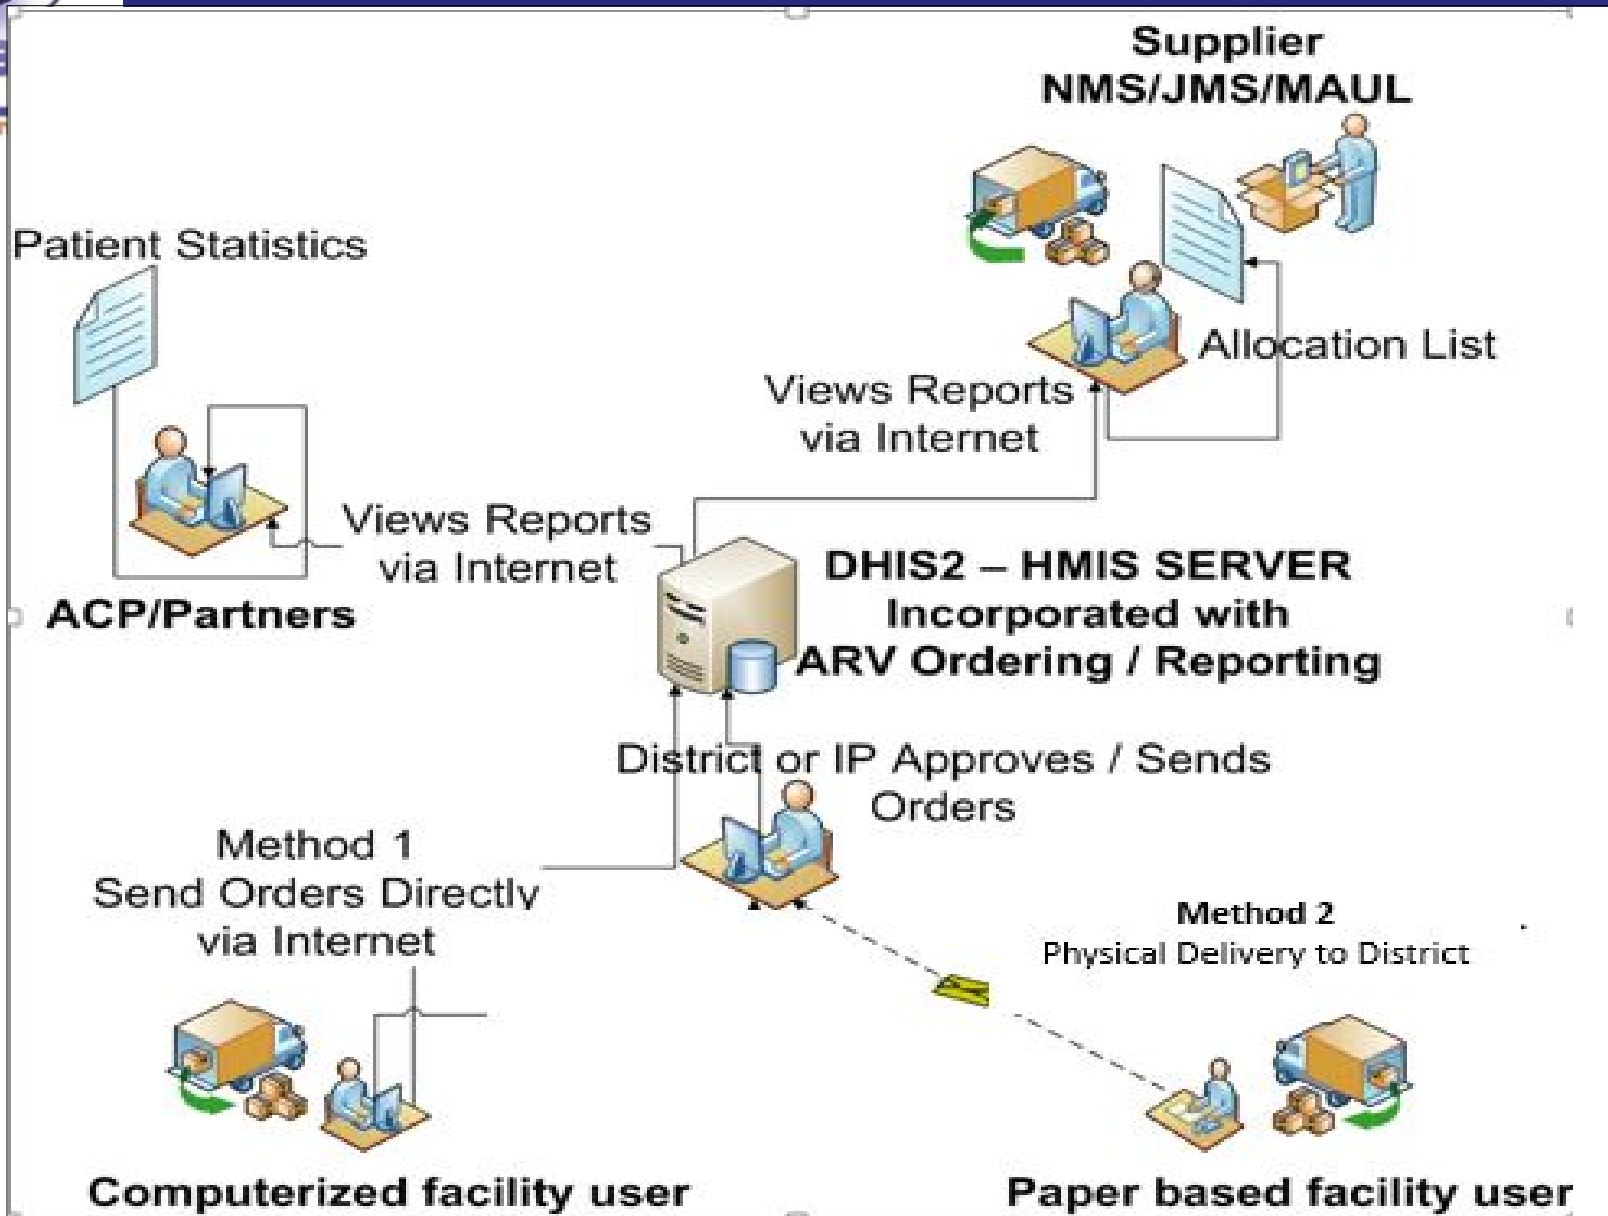 Supplier
NMS/JMS/MAUL
Patient Statistics
Allocation List
Views Reports
via Internet
Views Reports
via Internet
DHIS2 – HMIS SERVER
Incorporated with
ARV Ordering / Reporting
ACP/Partners
District or IP Approves / Sends
Orders
Method 1
Send Orders Directly
via Internet
Method 2
Physical Delivery to District
Computerized facility user
Paper based facility user